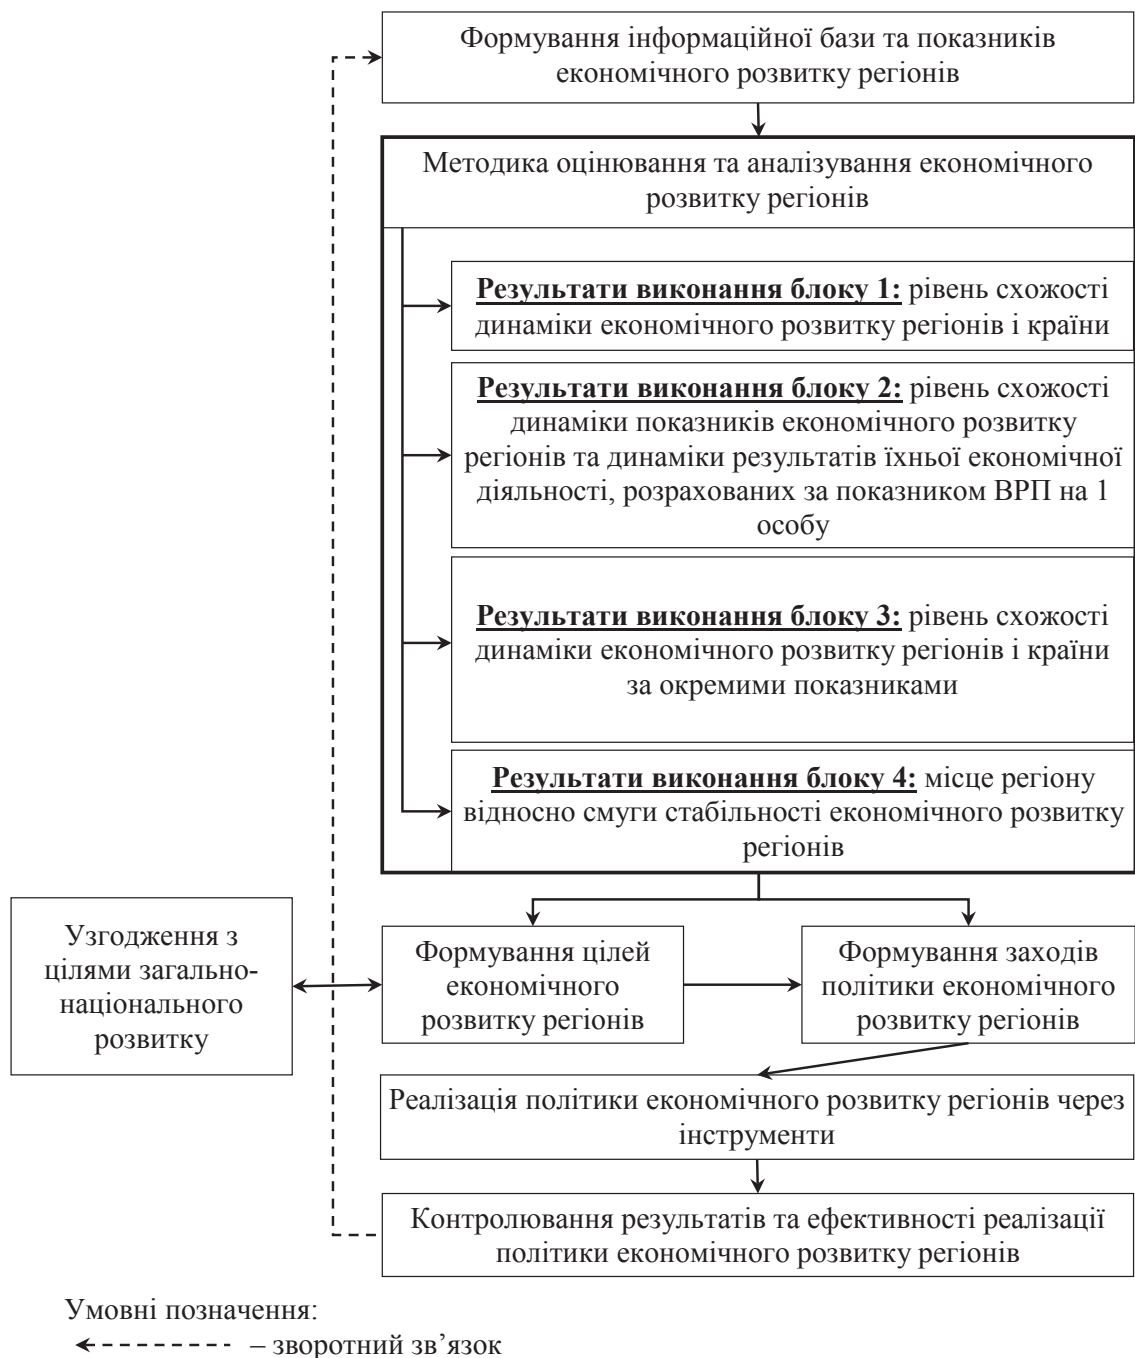 Формування інформаційної бази та показників
економічного розвитку регіонів
Методика оцінювання та аналізування економічного
розвитку регіонів
Результати виконання блоку 1: рівень схожості
динаміки економічного розвитку регіонів і країни
Результати виконання блоку 2: рівень схожості
динаміки показників економічного розвитку
регіонів та динаміки результатів їхньої економічної
діяльності, розрахованих за показником ВРП на 1
особу
Результати виконання блоку 3: рівень схожості
динаміки економічного розвитку регіонів і країни
за окремими показниками
Результати виконання блоку 4: місце регіону
відносно смуги стабільності економічного розвитку
регіонів
Узгодження з
цілями загально-
національного
розвитку
Формування цілей
економічного
розвитку регіонів
Формування заходів
політики економічного
розвитку регіонів
Реалізація політики економічного розвитку регіонів через
інструменти
Контролювання результатів та ефективності реалізації
політики економічного розвитку регіонів
Умовні позначення:
– зворотний зв’язок